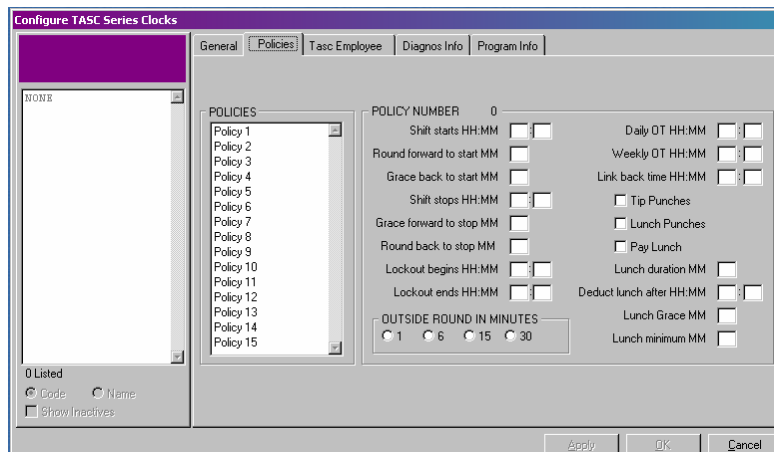 Configure TASC Series Clocks
General Policies Tasc Employee Diagnos Info Program Info
NONE
0 Listed
Code Name
Show Inactives
POLICIES
Policy 1
Policy 2
Policy 3
Policy 4
Policy 5
Policy 6
Policy 7
Policy 8
Policy 9
Policy 10
Policy 11
Policy 12
Policy 13
Policy 14
Policy 15
POLICY NUMBER 0
Shift starts HH:MM :
Round forward to start MM
Grace back to start MM
Shift stops HH:MM :
Grace forward to stop MM
Round back to stop MM
Lockout begins HH:MM :
Lockout ends HH:MM :
OUTSIDE ROUND IN MINUTES
1 6 15 30
Daily OT HH:MM :
Weekly OT HH:MM :
Link back time HH:MM :
Tip Punches
Lunch Punches
Pay Lunch
Lunch duration MM
Deduct lunch after HH:MM :
Lunch Grace MM
Lunch minimum MM
Apply OK Cancel